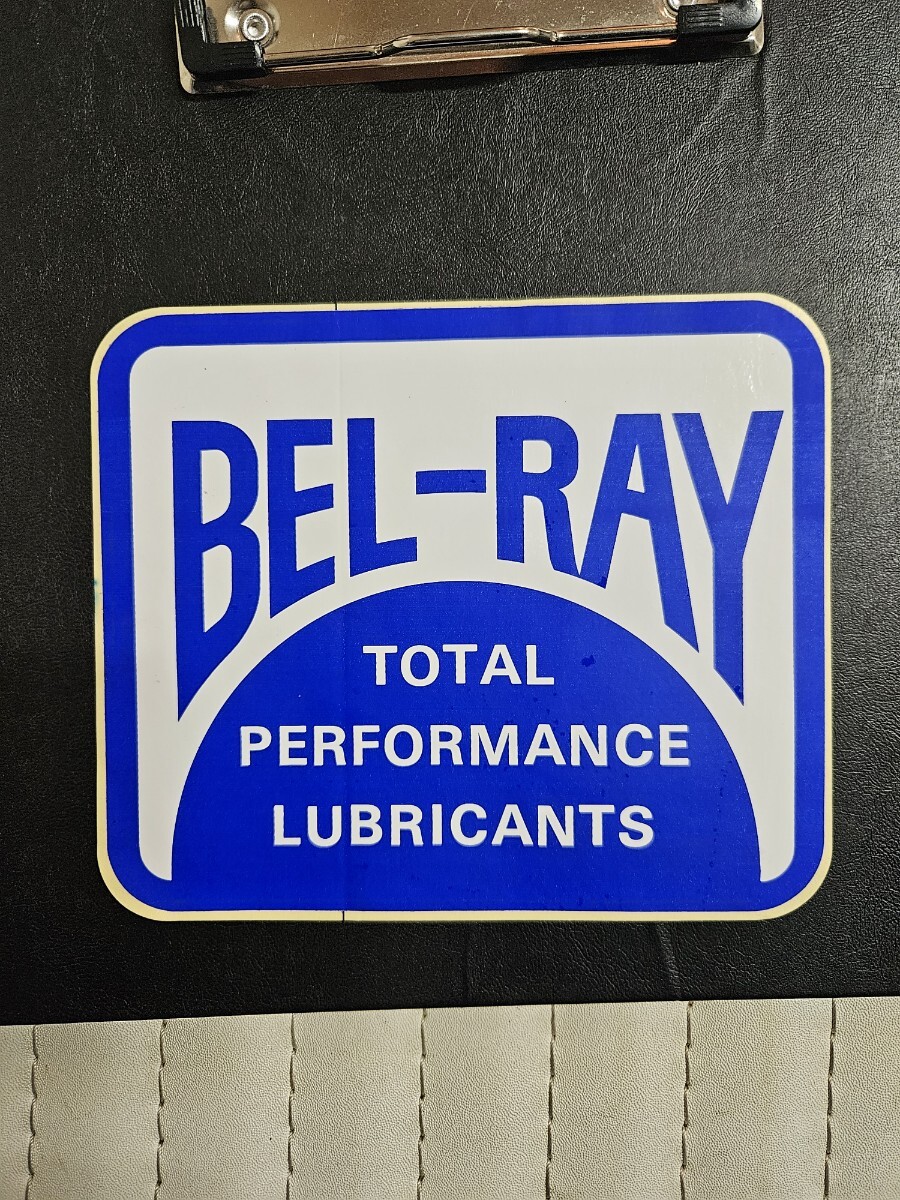 BEL-RAY
TOTAL
PERFORMANCE
LUBRICANTS